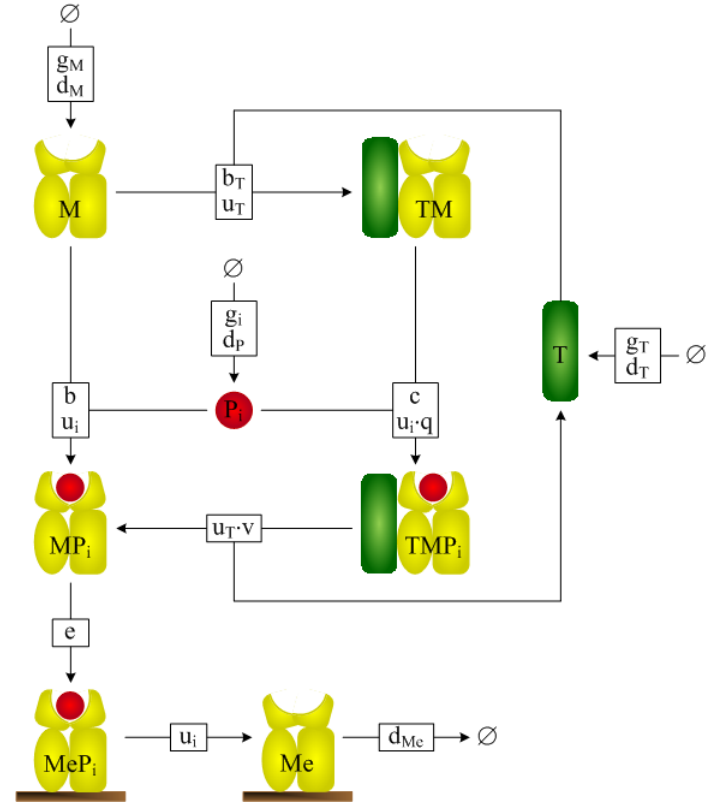 ∅
g_M
d_M
M
b_T
u_T
TM
∅
g_i
d_P
T
g_T
d_T
∅
b
u_i
P_i
c
u_i·q
MP_i
u_T·v
TMP_i
e
MeP_i
u_i
Me
d_Me
∅